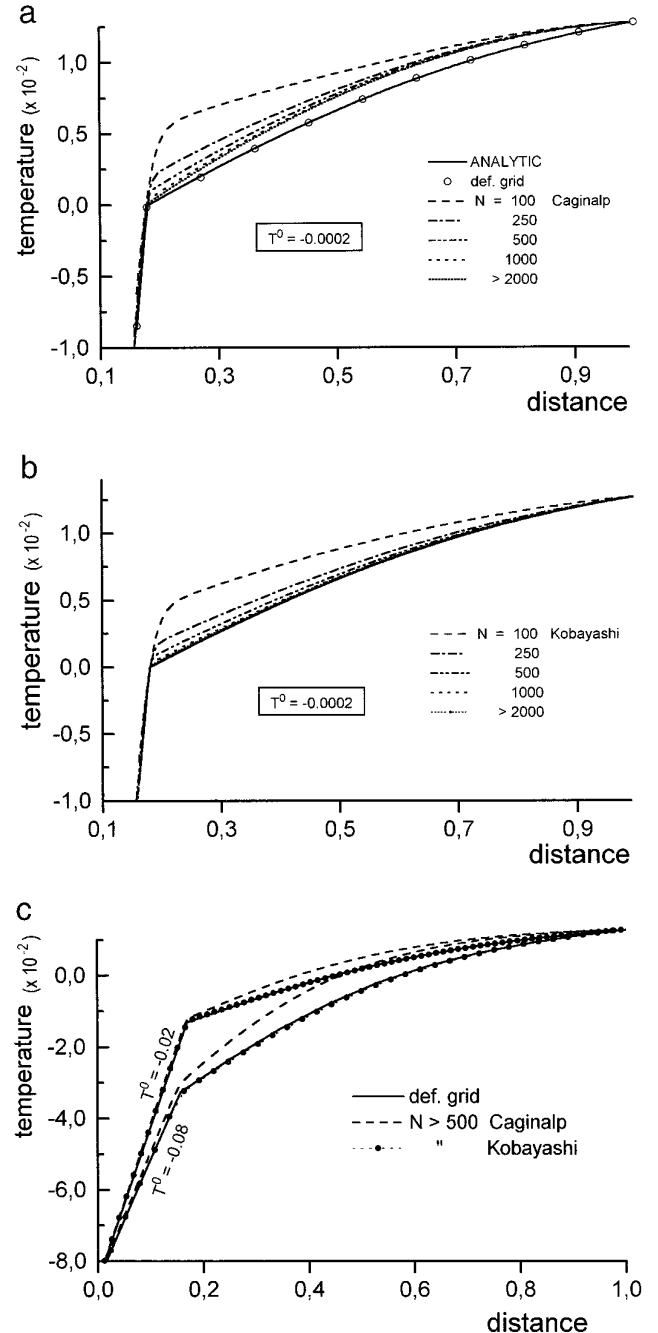 a
temperature (x 10⁻²)
1,0
0,5
0,0
-0,5
-1,0
ANALYTIC
def. grid
N = 100 Caginalp
250
500
1000
> 2000
T⁰ = -0.0002
0,1 0,3 0,5 0,7 0,9
distance
b
temperature (x 10⁻²)
1,0
0,5
0,0
-0,5
-1,0
N = 100 Kobayashi
250
500
1000
> 2000
T⁰ = -0.0002
0,1 0,3 0,5 0,7 0,9
distance
c
temperature (x 10⁻²)
0,0
-2,0
-4,0
-6,0
-8,0
T⁰ = -0.02
T⁰ = -0.08
def. grid
N > 500 Caginalp
" Kobayashi
0,0 0,2 0,4 0,6 0,8 1,0
distance